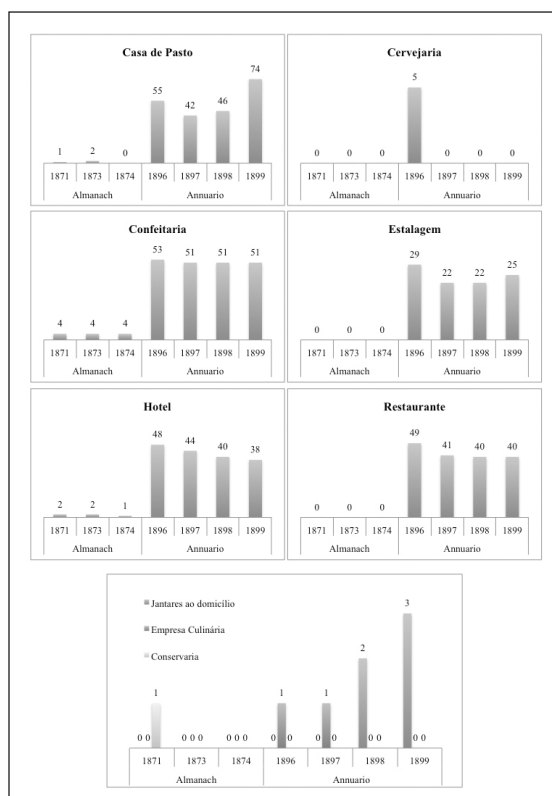 Casa de Pasto
74
55
46
42
1 2 0
1871 1873 1874 1896 1897 1898 1899
Almanach Annuario
Cervejaria
5
0 0 0 0 0 0
1871 1873 1874 1896 1897 1898 1899
Almanach Annuario
Confeitaria
53 51 51 51
4 4 4
1871 1873 1874 1896 1897 1898 1899
Almanach Annuario
Estalagem
29
25
22 22
0 0 0
1871 1873 1874 1896 1897 1898 1899
Almanach Annuario
Hotel
48
44
40
38
2 2 1
1871 1873 1874 1896 1897 1898 1899
Almanach Annuario
Restaurante
49
41 40 40
0 0 0
1871 1873 1874 1896 1897 1898 1899
Almanach Annuario
Jantares ao domicílio
Empresa Culinária
Conservaria
3
2
1 1 1
0 0 0 0 0 0 0 0 0 0 0 0 0 0 0 0
1871 1873 1874 1896 1897 1898 1899
Almanach Annuario